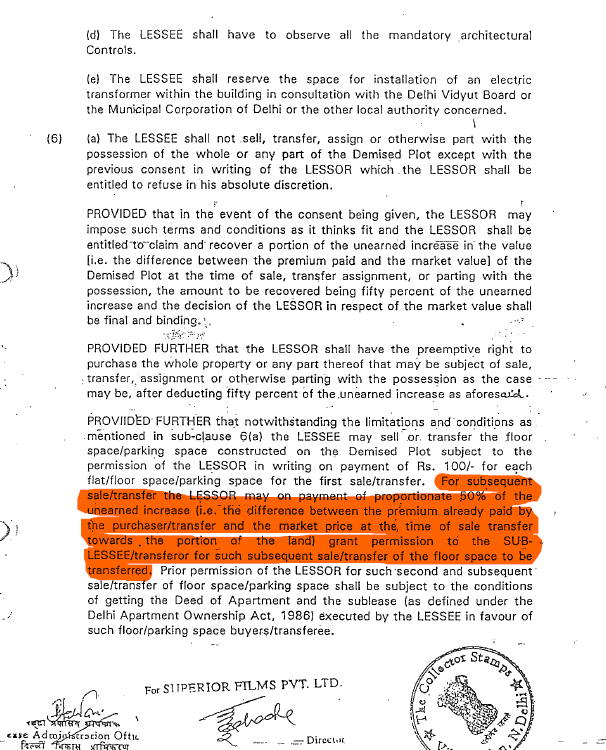 (d) The LESSEE shall have to observe all the mandatory architectural
Controls.
(e) The LESSEE shall reserve the space for installation of an electric
transformer within the building in consultation with the Delhi Vidyut Board or
the Municipal Corporation of Delhi or the other local authority concerned.
(6) (a) The LESSEE shall not sell, transfer, assign or otherwise part with the
possession of the whole or any part of the Demised Plot except with the
previous consent in writing of the LESSOR which the LESSOR shall be
entitled to refuse in his absolute discretion.
PROVIDED that in the event of the consent being given, the LESSOR may
impose such terms and conditions as it thinks fit and the LESSOR shall be
entitled to claim and recover a portion of the unearned increase in the value
(i.e. the difference between the premium paid and the market value) of the
Demised Plot at the time of sale, transfer assignment, or parting with the
possession, the amount to be recovered being fifty percent of the unearned
increase and the decision of the LESSOR in respect of the market value shall
be final and binding.
PROVIDED FURTHER that the LESSOR shall have the preemptive right to
purchase the whole property or any part thereof that may be subject of sale,
transfer, assignment or otherwise parting with the possession as the case
may be, after deducting fifty percent of the unearned increase as aforesaid.
PROVIIDED FURTHER that notwithstanding the limitations and conditions as
mentioned in sub-clause 6(a) the LESSEE may sell or transfer the floor
space/parking space constructed on the Demised Plot subject to the
permission of the LESSOR in writing on payment of Rs. 100/- for each
flat/floor space/parking space for the first sale/transfer. For subsequent
sale/transfer the LESSOR may on payment of proportionate 50% of the
unearned increase (i.e. the difference between the premium already paid by
the purchaser/transfer and the market price at the time of sale transfer
towards the portion of the land) grant permission to the SUB-
LESSEE/transferor for such subsequent sale/transfer of the floor space to be
transferred. Prior permission of the LESSOR for such second and subsequent
sale/transfer of floor space/parking space shall be subject to the conditions
of getting the Deed of Apartment and the sublease (as defined under the
Delhi Apartment Ownership Act, 1986) executed by the LESSEE in favour of
such floor/parking space buyers/transferee.
For SUPERIOR FILMS PVT. LTD.
Director
ease Administration Offic
दिल्ली विकास प्राधिकरण
The Collector Stamps
N. Delhi